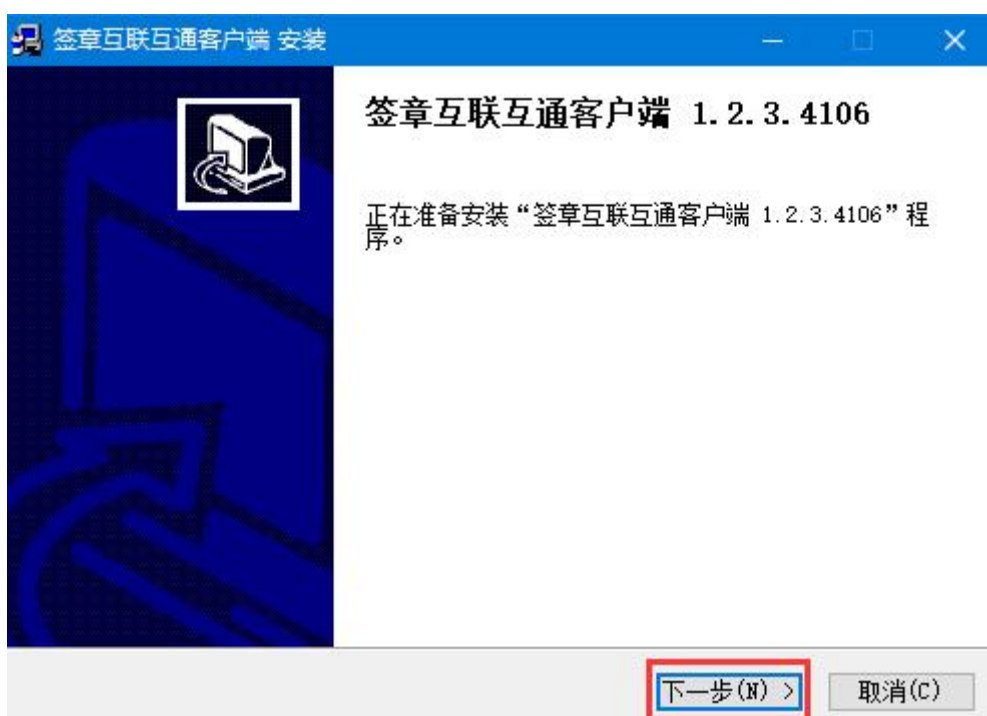 签章互联互通客户端 安装
签章互联互通客户端 1.2.3.4106
正在准备安装“签章互联互通客户端 1.2.3.4106”程
序。
下一步(N) >
取消(C)